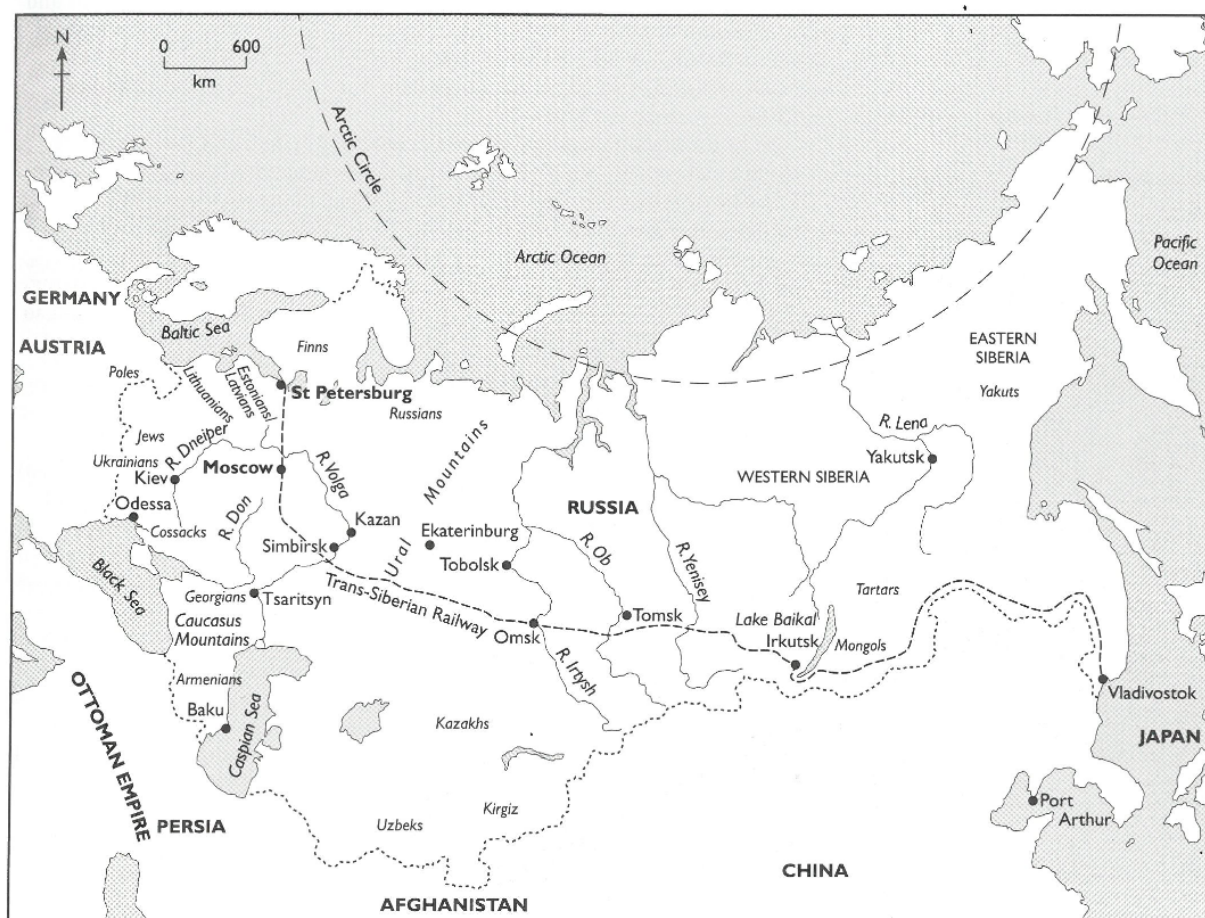 N
0 600
km
Arctic Circle
Arctic Ocean
Pacific
Ocean
GERMANY
Baltic Sea
AUSTRIA
Finns
EASTERN
SIBERIA
Poles
Lithuanians
Latvians
Estonians
St Petersburg
Russians
Yakuts
Jews
R. Dneiper
Mountains
R. Lena
Ukrainians
Kiev
Moscow
R. Volga
Yakutsk
WESTERN SIBERIA
Odessa
Cossacks
R. Don
Kazan
RUSSIA
Simbirsk
Ural
Ekaterinburg
Tobolsk
R. Ob
R. Yenisey
Black Sea
Georgians
Tsaritsyn
Trans-Siberian Railway
Tartars
Caucasus
Mountains
Omsk
Tomsk
Lake Baikal
Irkutsk
Mongols
Armenians
R. Irtysh
Vladivostok
OTTOMAN EMPIRE
Baku
Caspian Sea
Kazakhs
JAPAN
PERSIA
Uzbeks
Kirgiz
Port
Arthur
CHINA
AFGHANISTAN